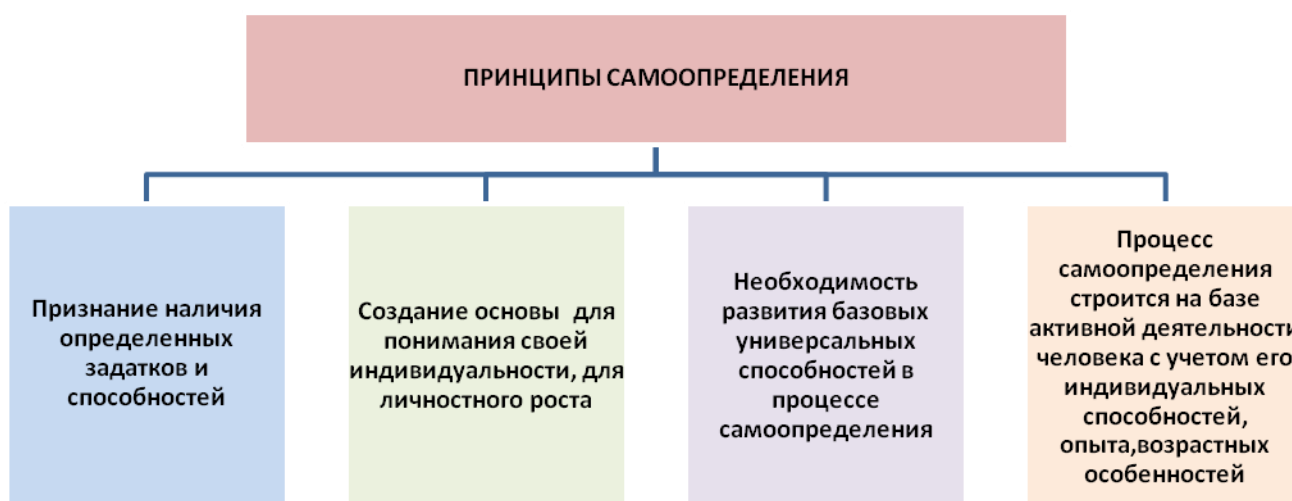 ПРИНЦИПЫ САМООПРЕДЕЛЕНИЯ
Признание наличия
определенных
задатков и
способностей
Создание основы для
понимания своей
индивидуальности, для
личностного роста
Необходимость
развития базовых
универсальных
способностей в
процессе
самоопределения
Процесс
самоопределения
строится на базе
активной деятельности
человека с учетом его
индивидуальных
способностей,
опыта,возрастных
особенностей